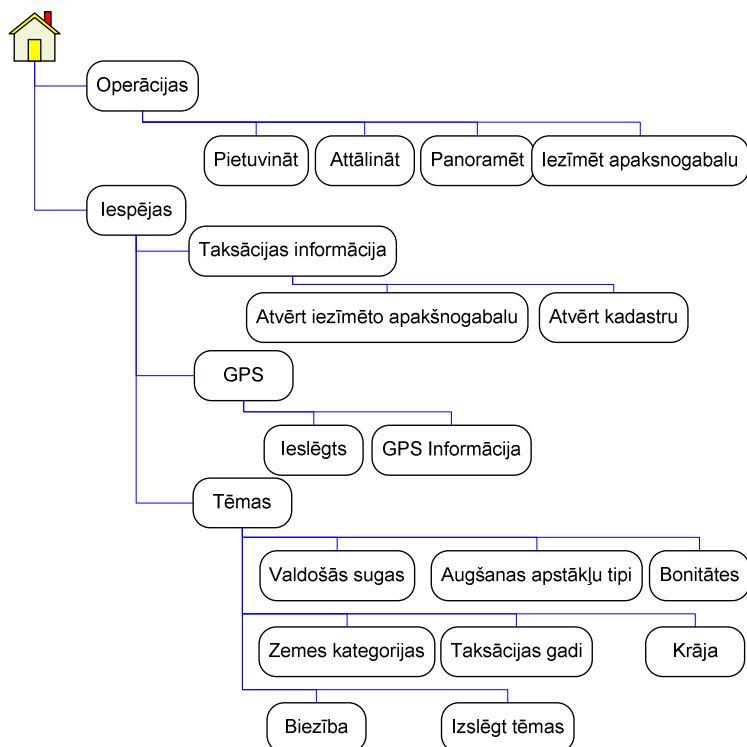 Operācijas
Pietuvināt
Attālināt
Panoramēt
Iezīmēt apaksnogabalu
Iespējas
Taksācijas informācija
Atvērt iezīmēto apakšnogabalu
Atvērt kadastru
GPS
Ieslēgts
GPS Informācija
Tēmas
Valdošās sugas
Augšanas apstākļu tipi
Bonitātes
Zemes kategorijas
Taksācijas gadi
Krāja
Biezība
Izslēgt tēmas